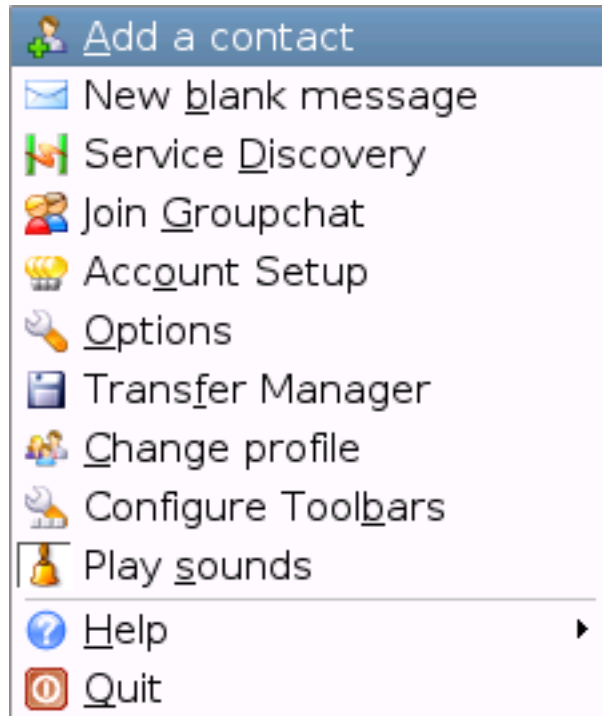 Add a contact
New blank message
Service Discovery
Join Groupchat
Account Setup
Options
Transfer Manager
Change profile
Configure Toolbars
Play sounds
Help
Quit